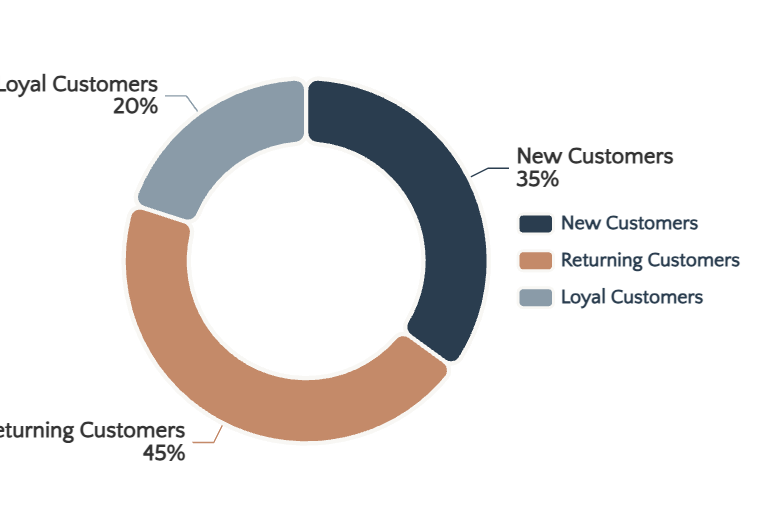 Loyal Customers
20%
New Customers
35%
New Customers
Returning Customers
Loyal Customers
eturning Customers
45%